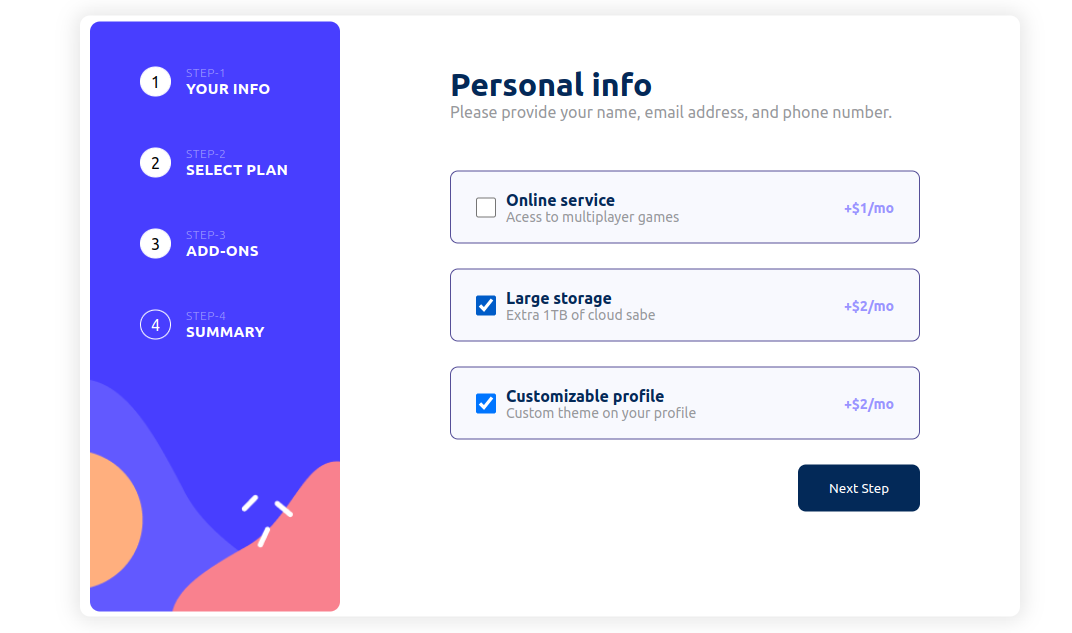 1
STEP-1
YOUR INFO
2
STEP-2
SELECT PLAN
3
STEP-3
ADD-ONS
4
STEP-4
SUMMARY
Personal info
Please provide your name, email address, and phone number.
Online service
Acess to multiplayer games
+$1/mo
Large storage
Extra 1TB of cloud sabe
+$2/mo
Customizable profile
Custom theme on your profile
+$2/mo
Next Step